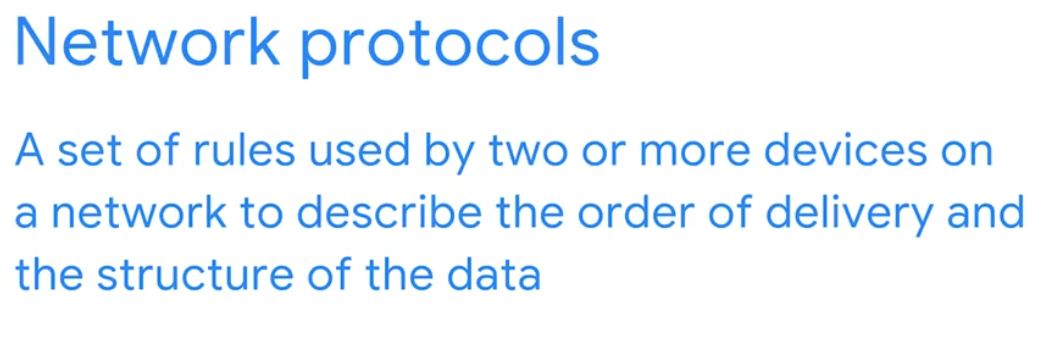 Network protocols
A set of rules used by two or more devices on
a network to describe the order of delivery and
the structure of the data